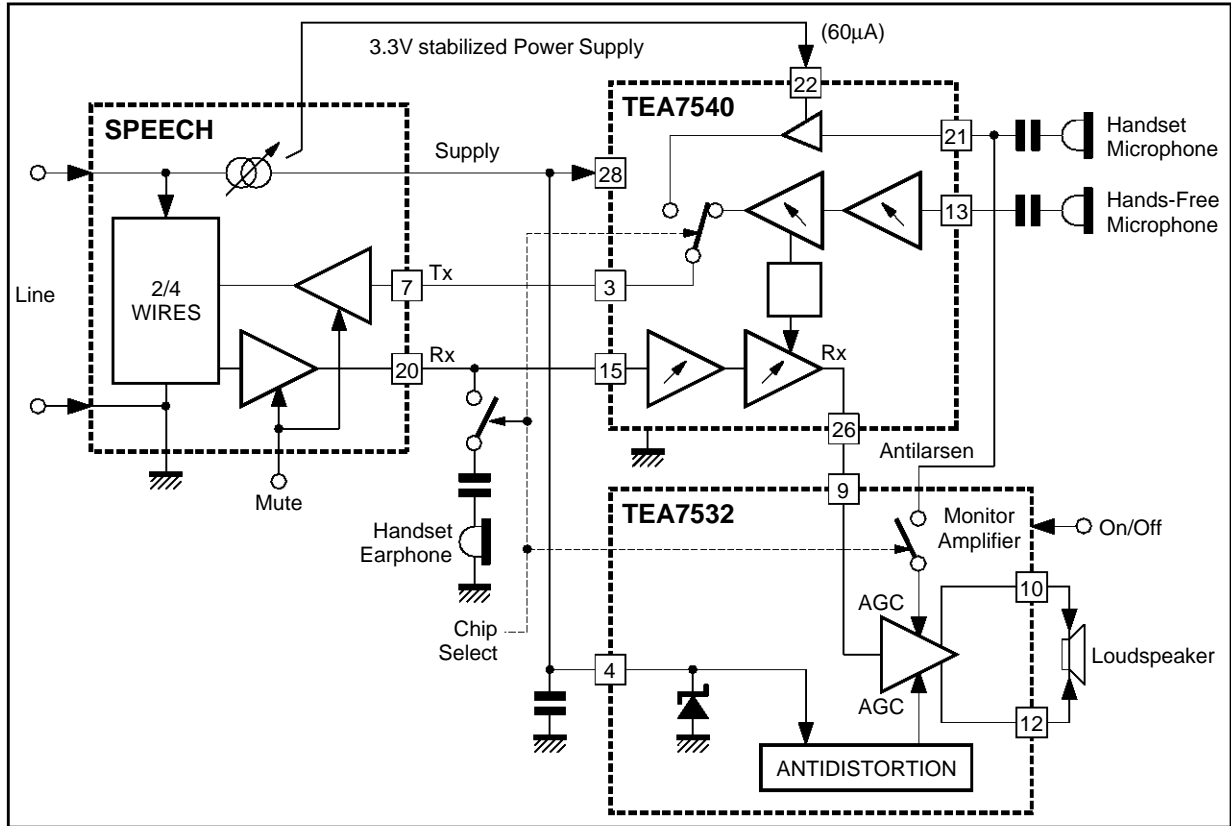 3.3V stabilized Power Supply
(60µA)
22
SPEECH
TEA7540
Supply
28
21
Handset
Microphone
13
Hands-Free
Microphone
Line
2/4
WIRES
7
Tx
3
20
Rx
15
Rx
26
Mute
Antilarsen
9
TEA7532
Handset
Earphone
Monitor
Amplifier
On/Off
10
AGC
Chip
Select
4
Loudspeaker
AGC
12
ANTIDISTORTION